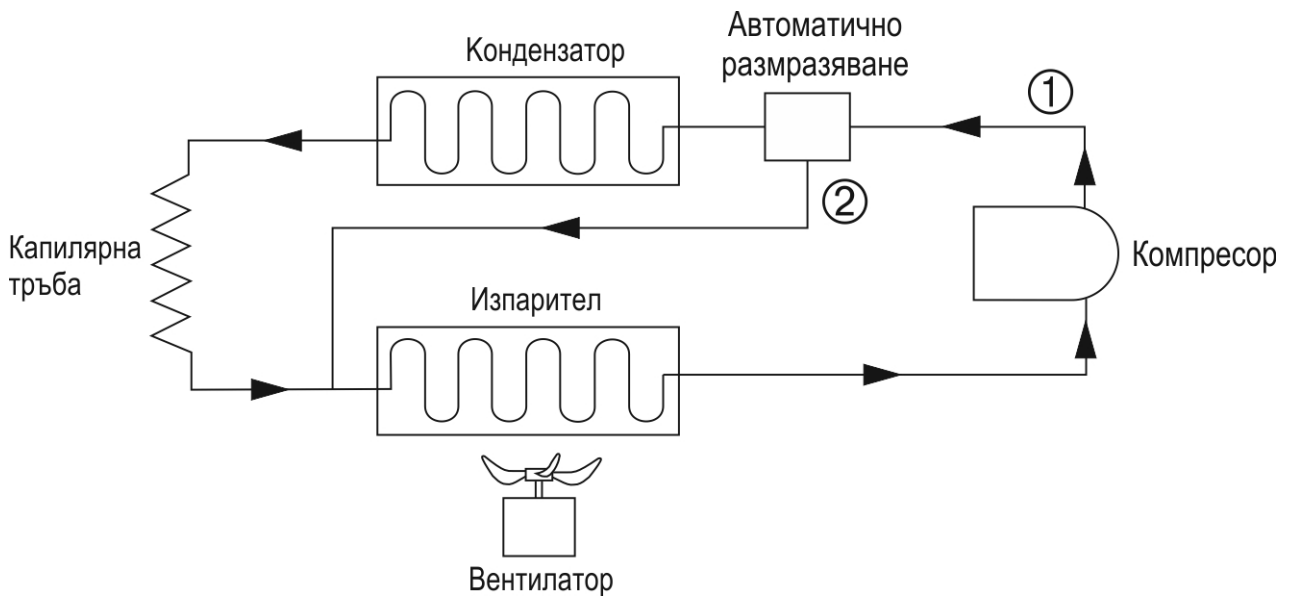 Автоматично
размразяване
Кондензатор
①
②
Капилярна
тръба
Компресор
Изпарител
Вентилатор